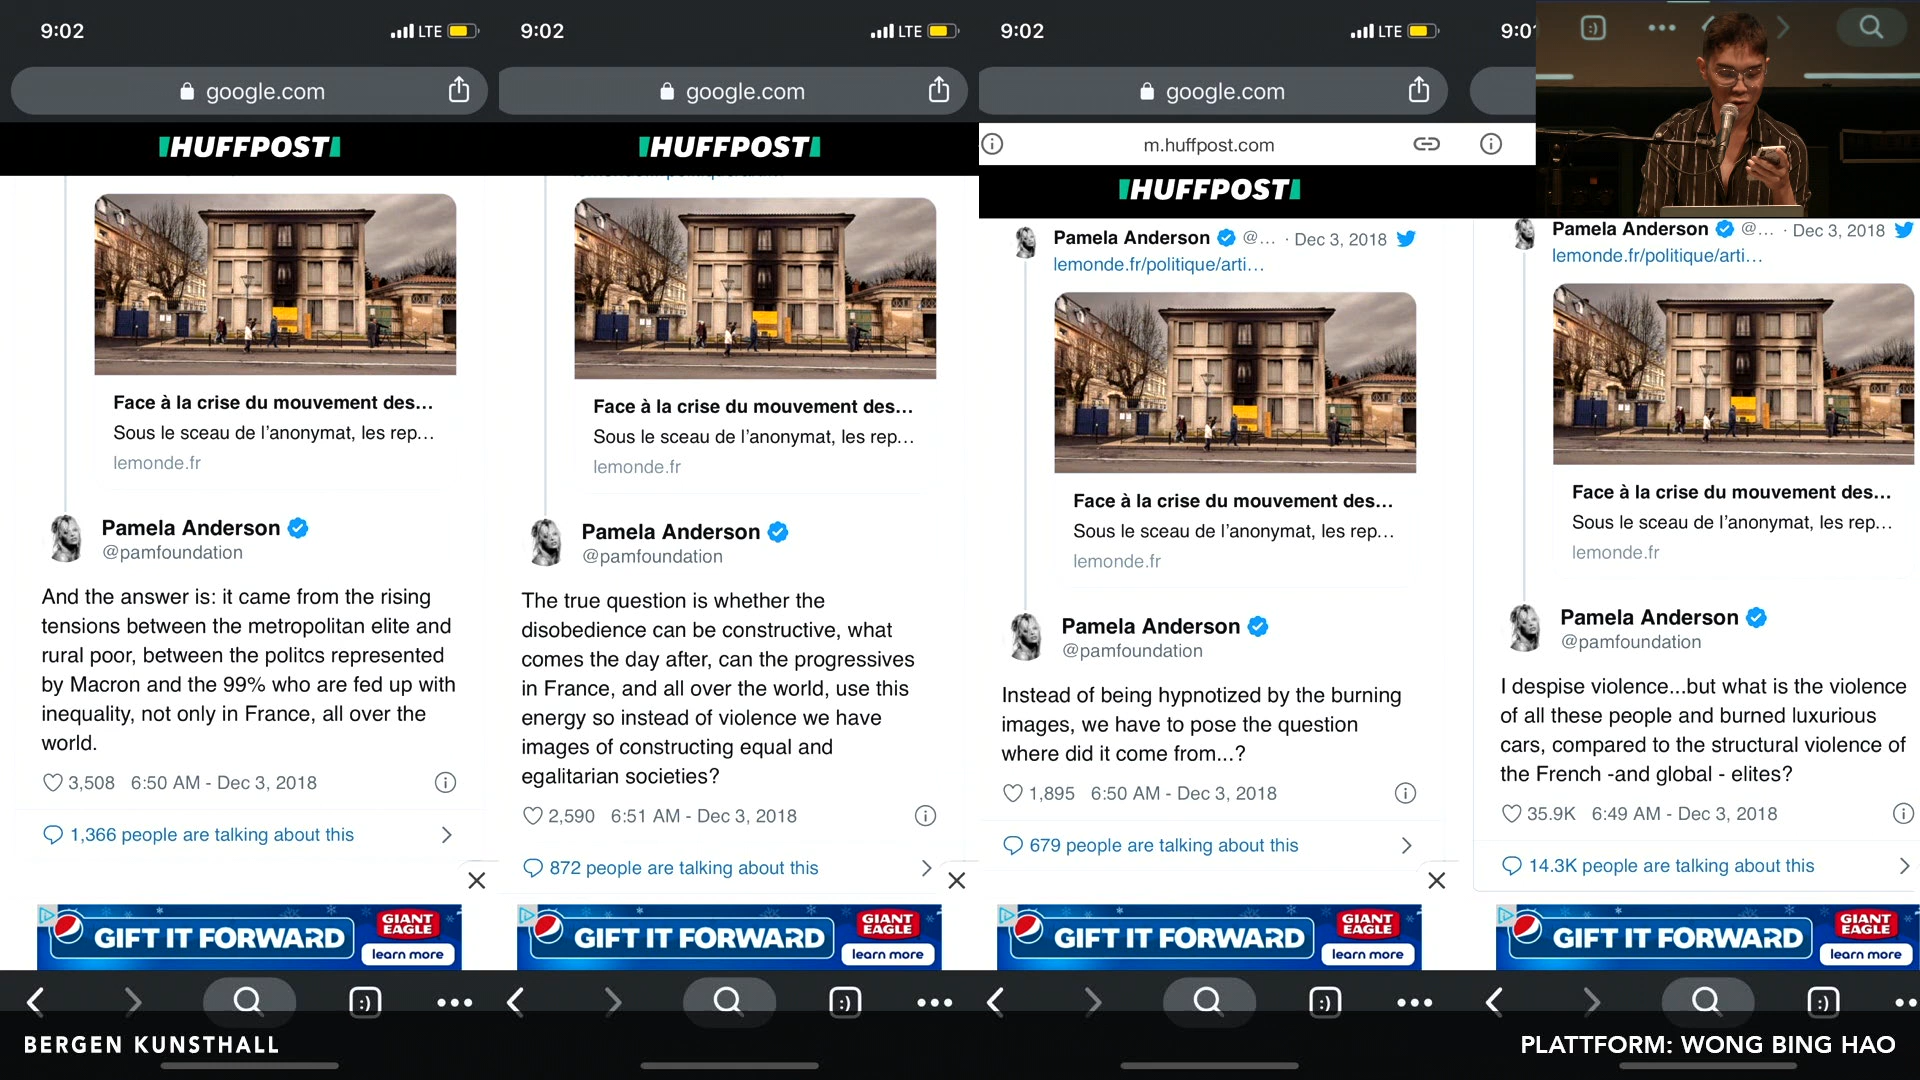 9:02
LTE
google.com
HUFFPOST
Face à la crise du mouvement des...
Sous le sceau de l'anonymat, les rep...
lemonde.fr
Pamela Anderson
@pamfoundation
And the answer is: it came from the rising
tensions between the metropolitan elite and
rural poor, between the politcs represented
by Macron and the 99% who are fed up with
inequality, not only in France, all over the
world.
3,508 6:50 AM - Dec 3, 2018
1,366 people are talking about this
GIFT IT FORWARD
GIANT
EAGLE
learn more
9:02
LTE
google.com
HUFFPOST
Face à la crise du mouvement des...
Sous le sceau de l'anonymat, les rep...
lemonde.fr
Pamela Anderson
@pamfoundation
The true question is whether the
disobedience can be constructive, what
comes the day after, can the progressives
in France, and all over the world, use this
energy so instead of violence we have
images of constructing equal and
egalitarian societies?
2,590 6:51 AM - Dec 3, 2018
872 people are talking about this
GIFT IT FORWARD
GIANT
EAGLE
learn more
9:02
LTE
google.com
m.huffpost.com
HUFFPOST
Pamela Anderson @... · Dec 3, 2018
lemonde.fr/politique/arti...
Face à la crise du mouvement des...
Sous le sceau de l'anonymat, les rep...
lemonde.fr
Pamela Anderson
@pamfoundation
Instead of being hypnotized by the burning
images, we have to pose the question
where did it come from...?
1,895 6:50 AM - Dec 3, 2018
679 people are talking about this
GIFT IT FORWARD
GIANT
EAGLE
learn more
Pamela Anderson @... · Dec 3, 2018
lemonde.fr/politique/arti...
Face à la crise du mouvement des...
Sous le sceau de l'anonymat, les rep...
lemonde.fr
Pamela Anderson
@pamfoundation
I despise violence...but what is the violence
of all these people and burned luxurious
cars, compared to the structural violence of
the French -and global - elites?
35.9K 6:49 AM - Dec 3, 2018
14.3K people are talking about this
GIFT IT FORWARD
GIANT
EAGLE
learn more
BERGEN KUNSTHALL
PLATTFORM: WONG BING HAO